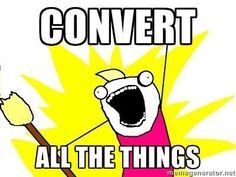 CONVERT
ALL THE THINGS
memegenerator.net